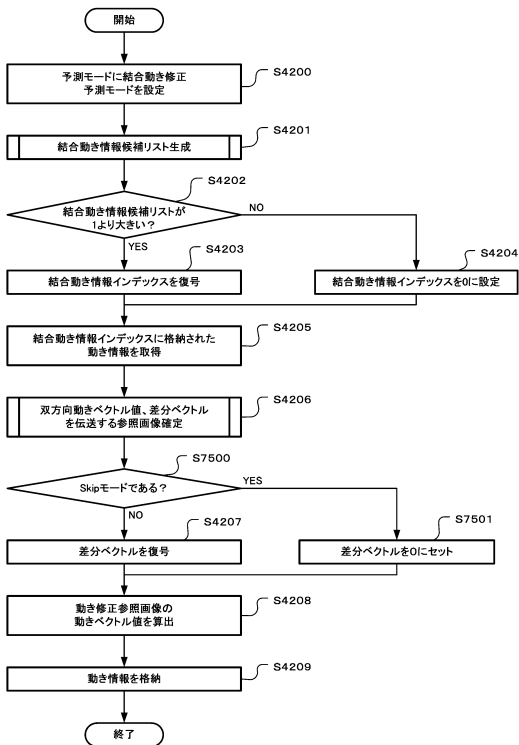 開始
予測モードに結合動き修正
予測モードを設定
S4200
結合動き情報候補リスト生成
S4201
結合動き情報候補リストが
1より大きい?
S4202
NO
YES
結合動き情報インデックスを復号
S4203
結合動き情報インデックスを0に設定
S4204
結合動き情報インデックスに格納された
動き情報を取得
S4205
双方向動きベクトル値、差分ベクトル
を伝送する参照画像確定
S4206
Skipモードである?
S7500
YES
NO
差分ベクトルを復号
S4207
差分ベクトルを0にセット
S7501
動き修正参照画像の
動きベクトル値を算出
S4208
動き情報を格納
S4209
終了